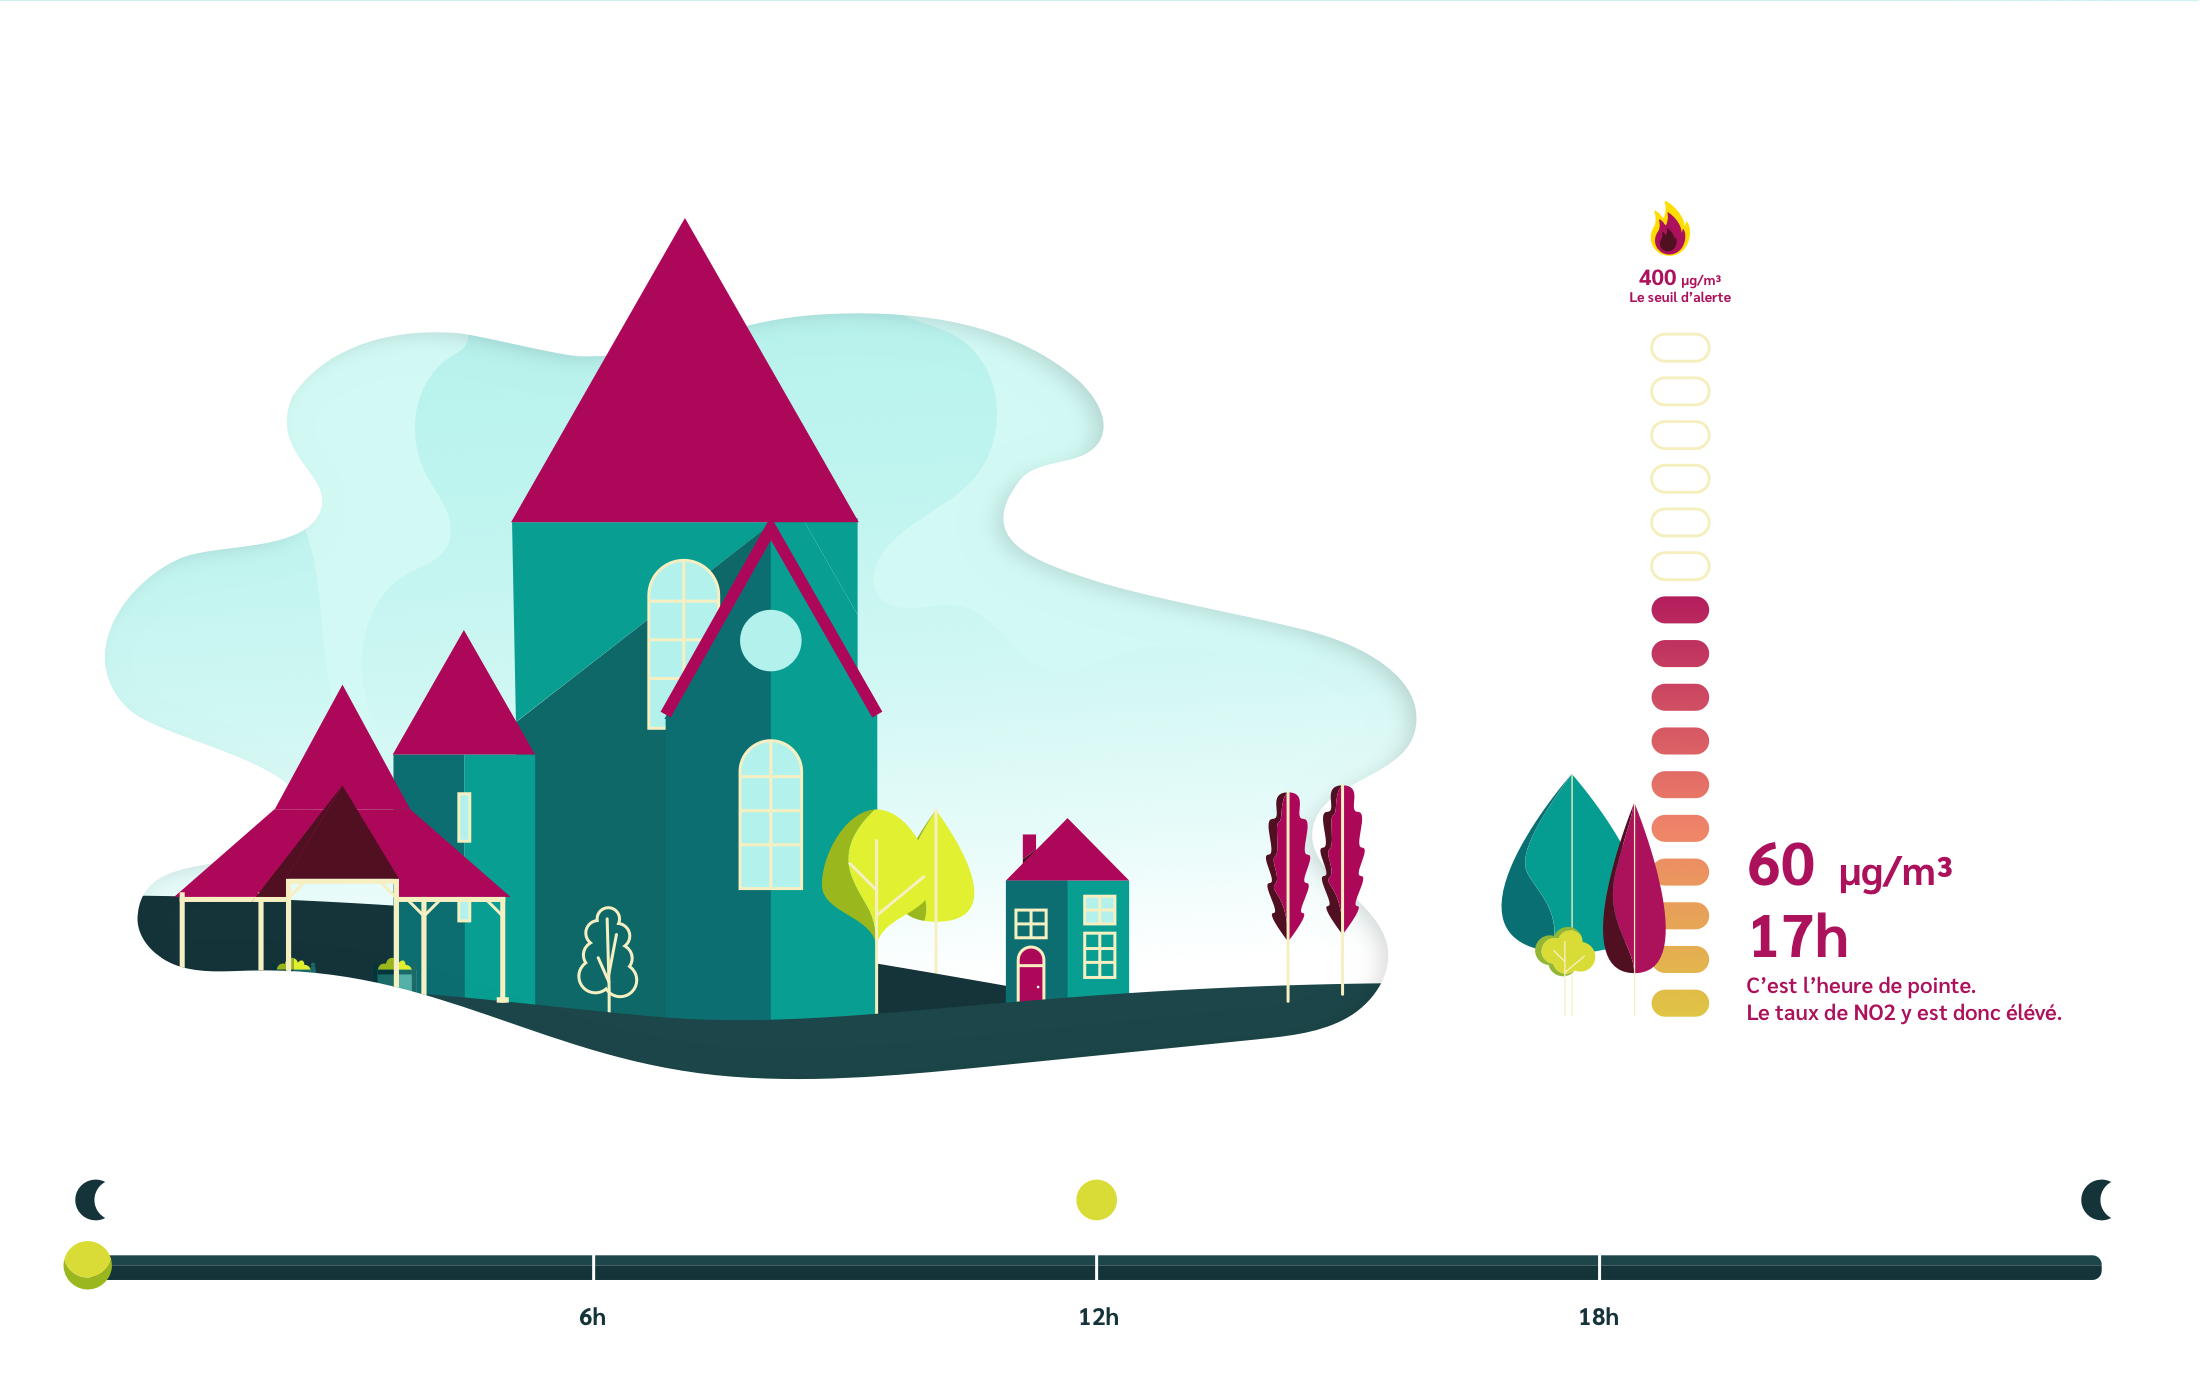 400 µg/m³
Le seuil d’alerte
60 µg/m³
17h
C’est l’heure de pointe.
Le taux de NO2 y est donc élévé.
6h 12h 18h